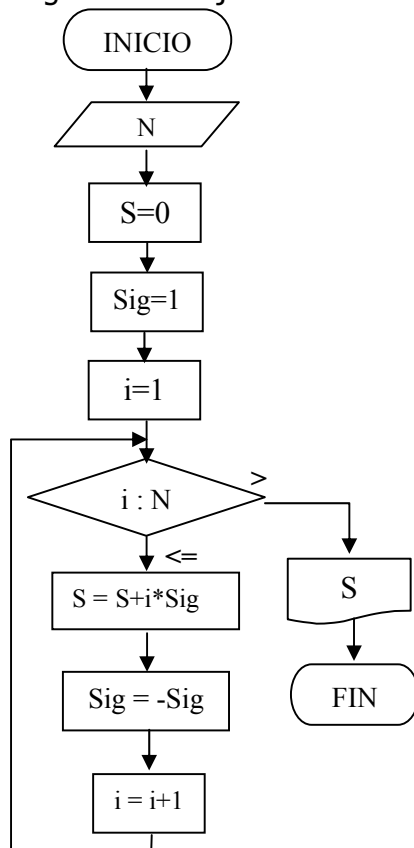 INICIO
N
S=0
Sig=1
i=1
i : N
>
<=
S = S+i*Sig
S
Sig = -Sig
FIN
i = i+1